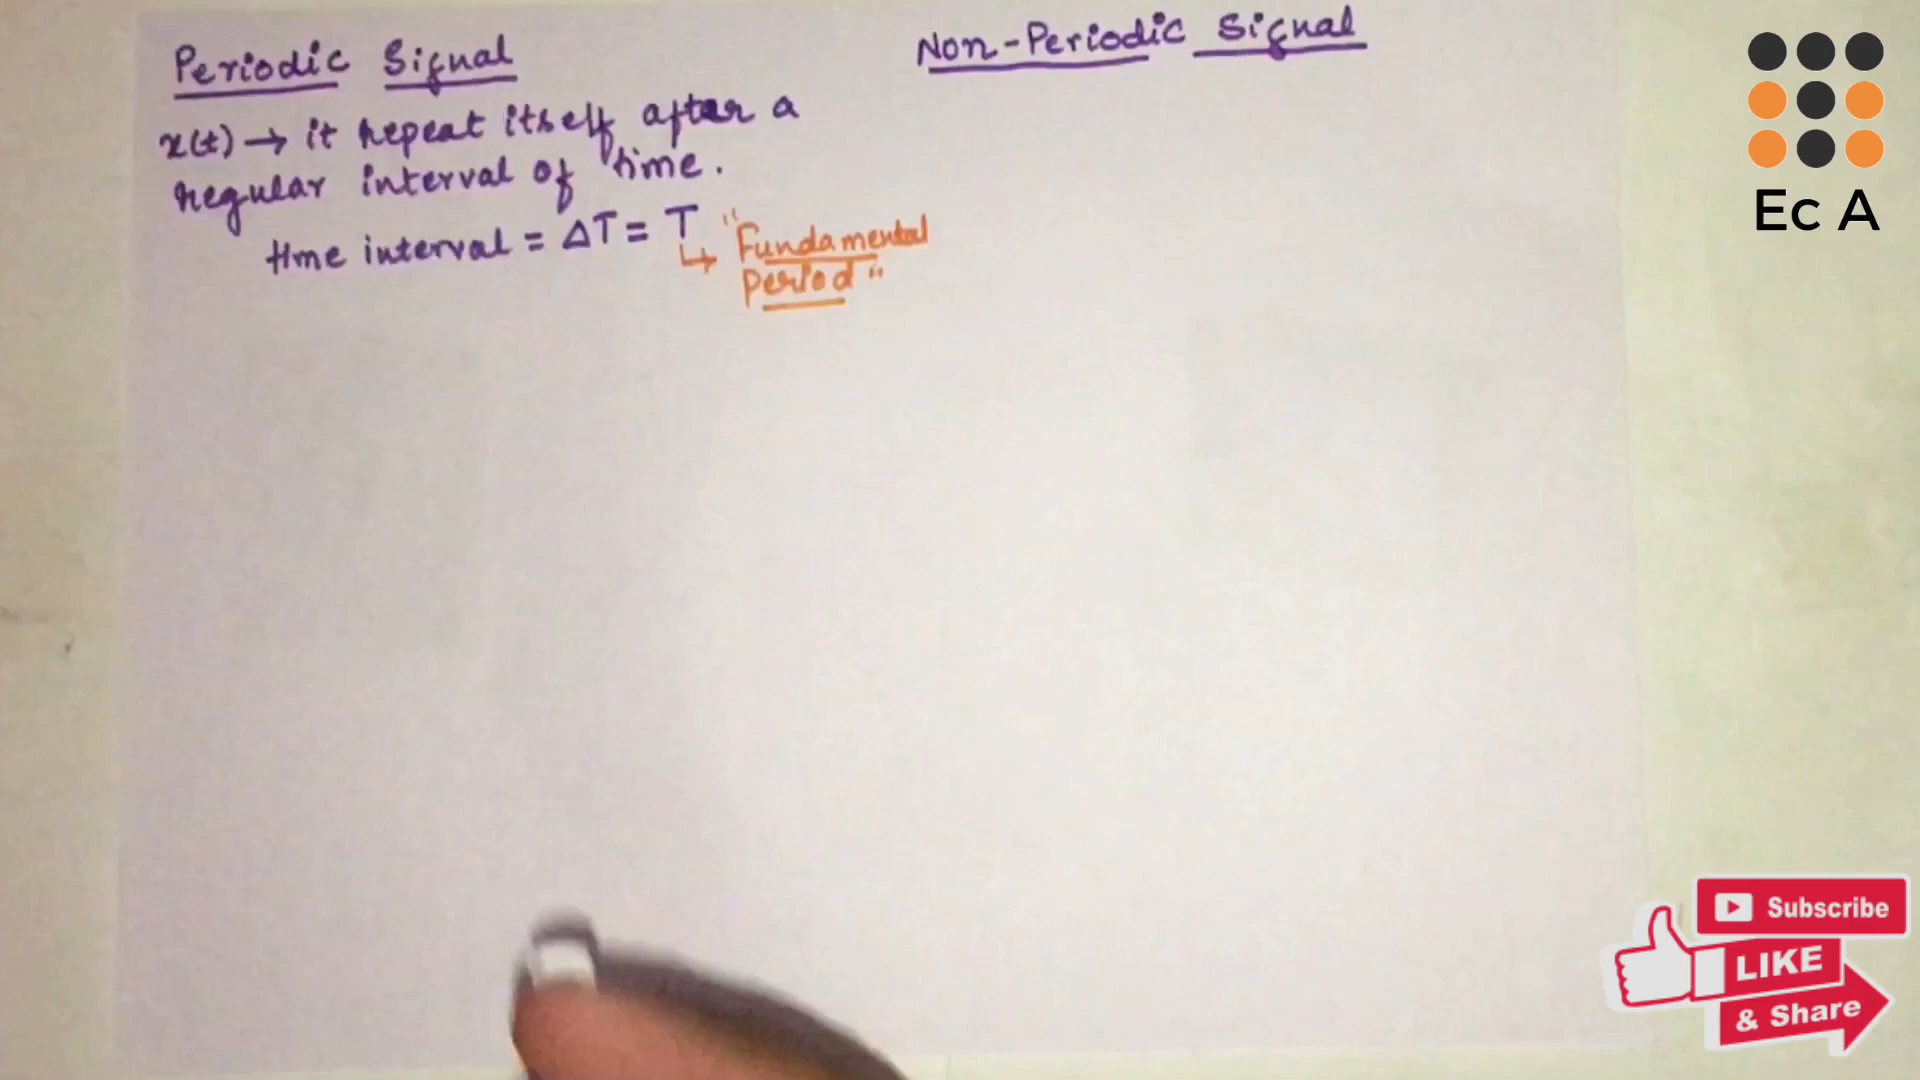 Periodic Signal
x(t) → it repeat itself after a
regular interval of time.
time interval = ΔT = T
"Fundamental
Period"
Non-Periodic Signal
Ec A
Subscribe
LIKE
& Share